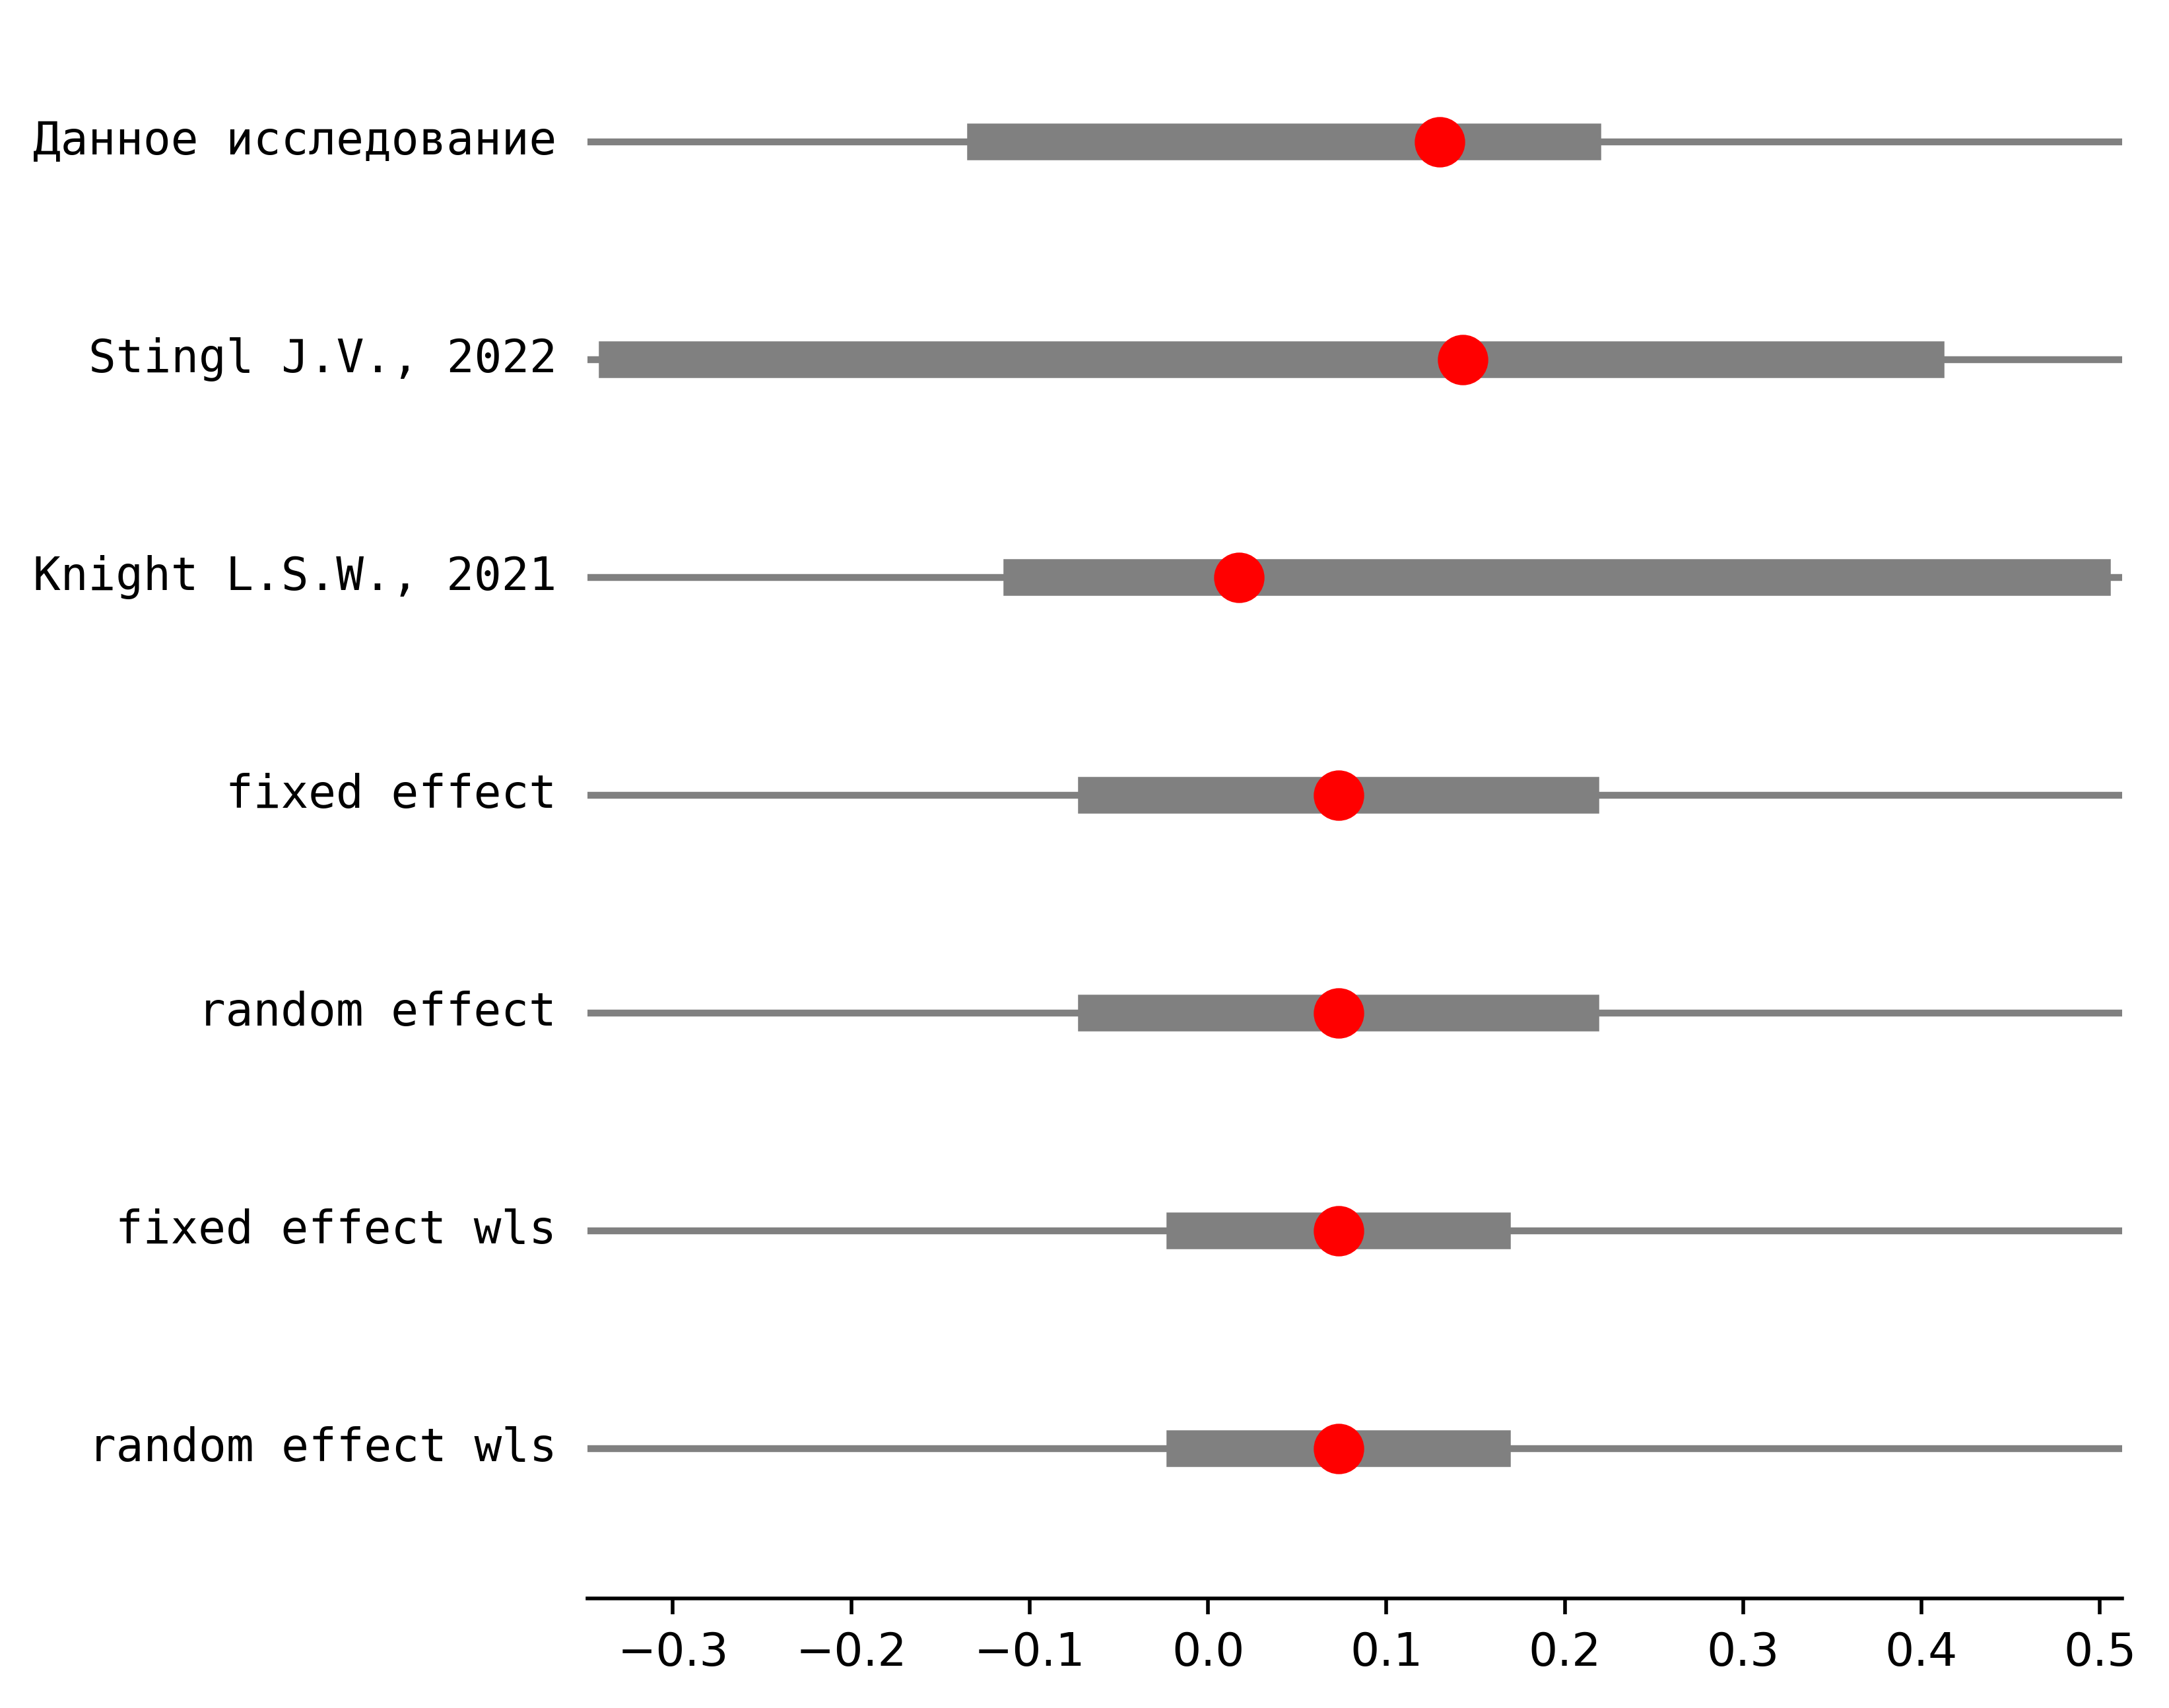 Данное исследование
Stingl J.V., 2022
Knight L.S.W., 2021
fixed effect
random effect
fixed effect wls
random effect wls
−0.3 −0.2 −0.1 0.0 0.1 0.2 0.3 0.4 0.5